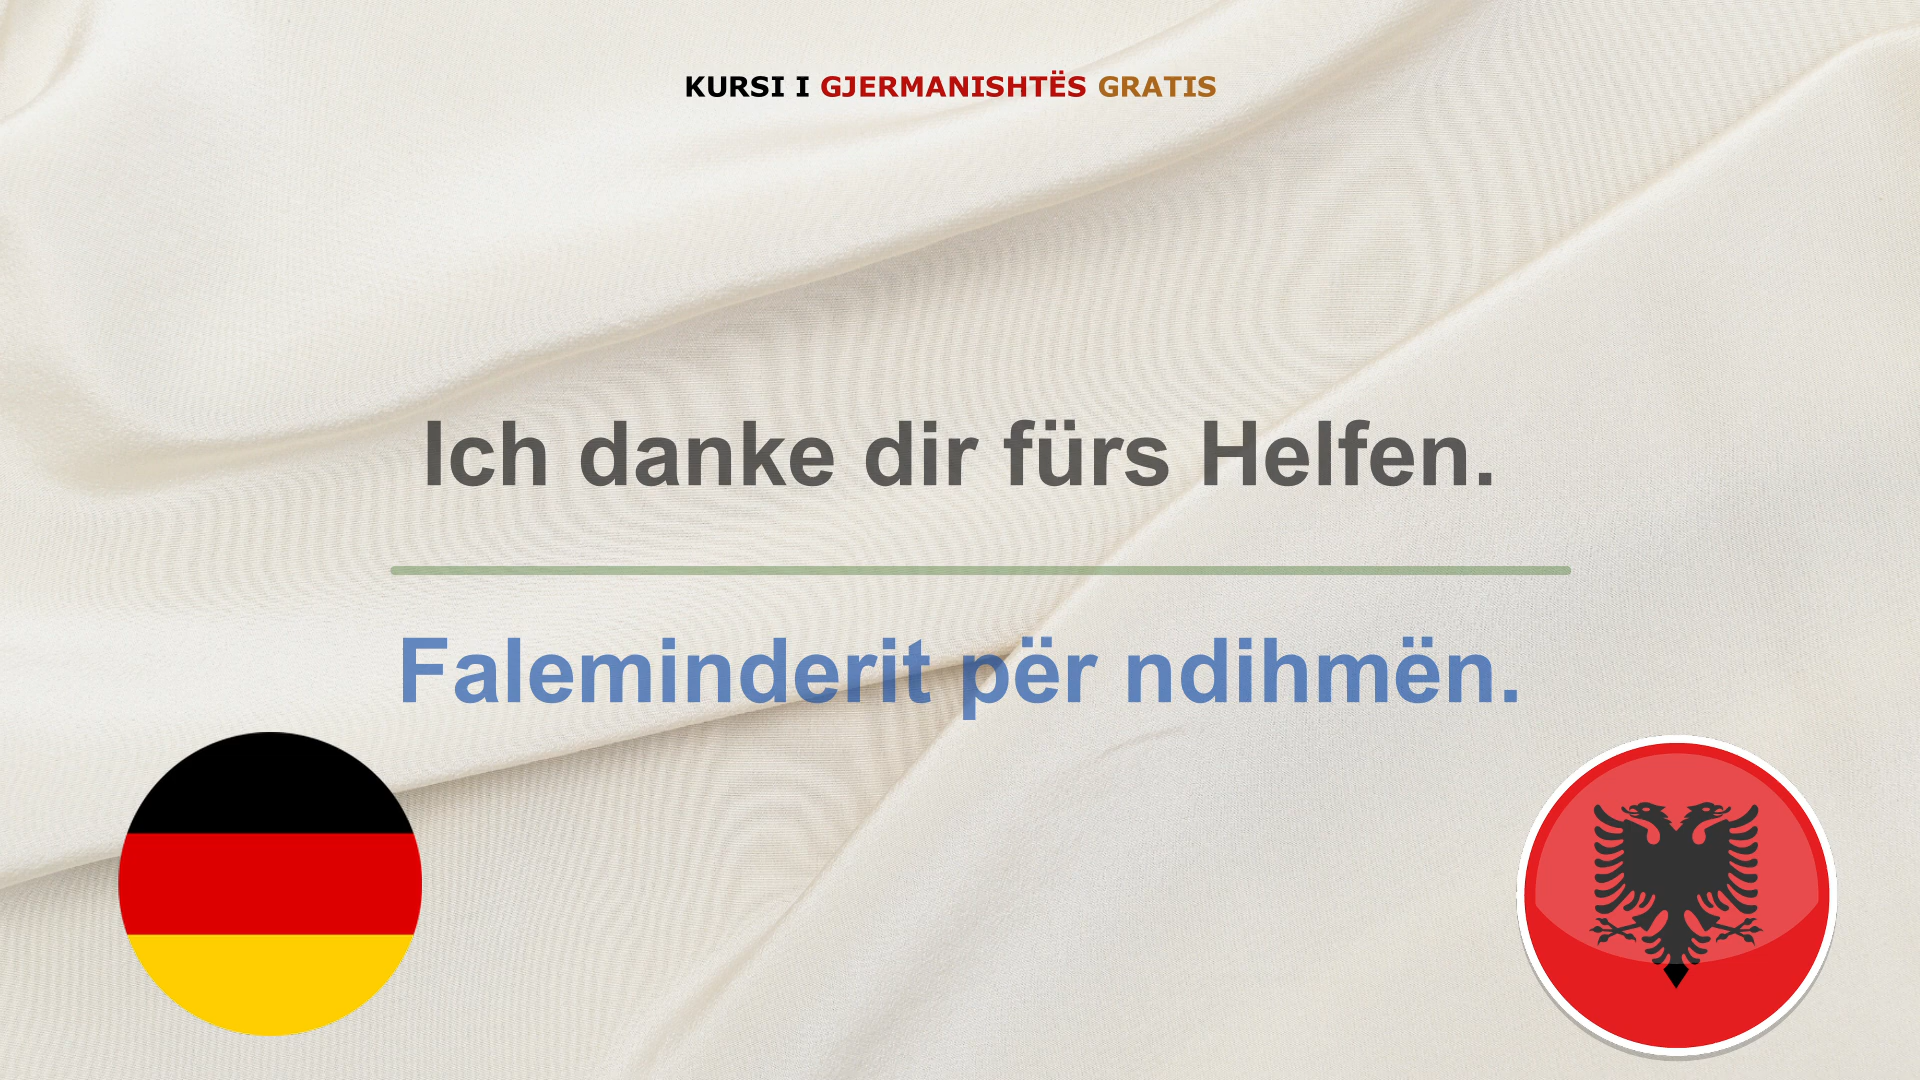 KURSI I GJERMANISHTËS GRATIS
Ich danke dir fürs Helfen.
Faleminderit për ndihmën.